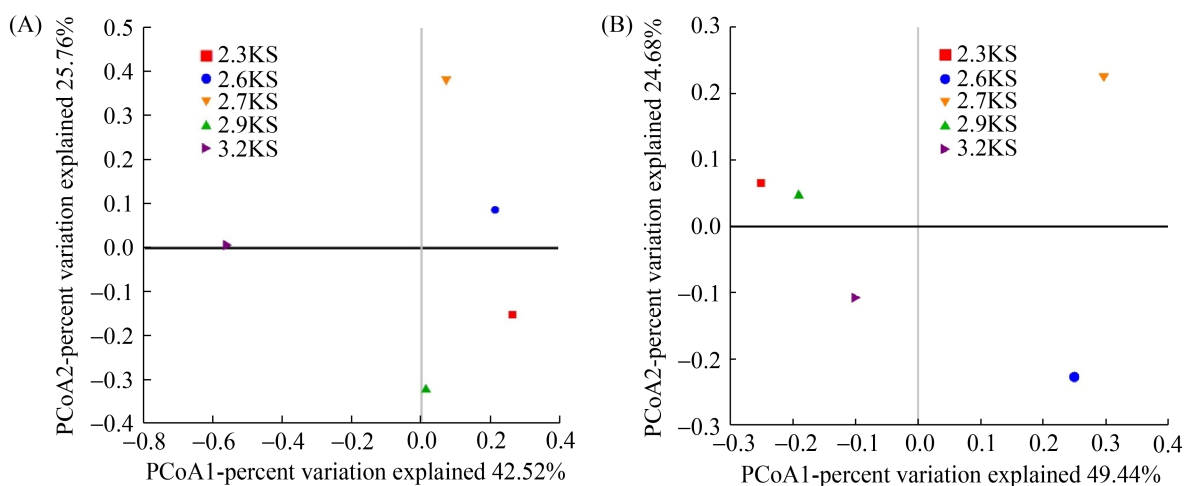 (A)
PCoA2-percent variation explained 25.76%
0.5
0.4
0.3
0.2
0.1
0.0
−0.1
−0.2
−0.3
−0.4
2.3KS
2.6KS
2.7KS
2.9KS
3.2KS
−0.8 −0.6 −0.4 −0.2 0.0 0.2 0.4
PCoA1-percent variation explained 42.52%
(B)
PCoA2-percent variation explained 24.68%
0.3
0.2
0.1
0.0
−0.1
−0.2
−0.3
2.3KS
2.6KS
2.7KS
2.9KS
3.2KS
−0.3 −0.2 −0.1 0.0 0.1 0.2 0.3 0.4
PCoA1-percent variation explained 49.44%